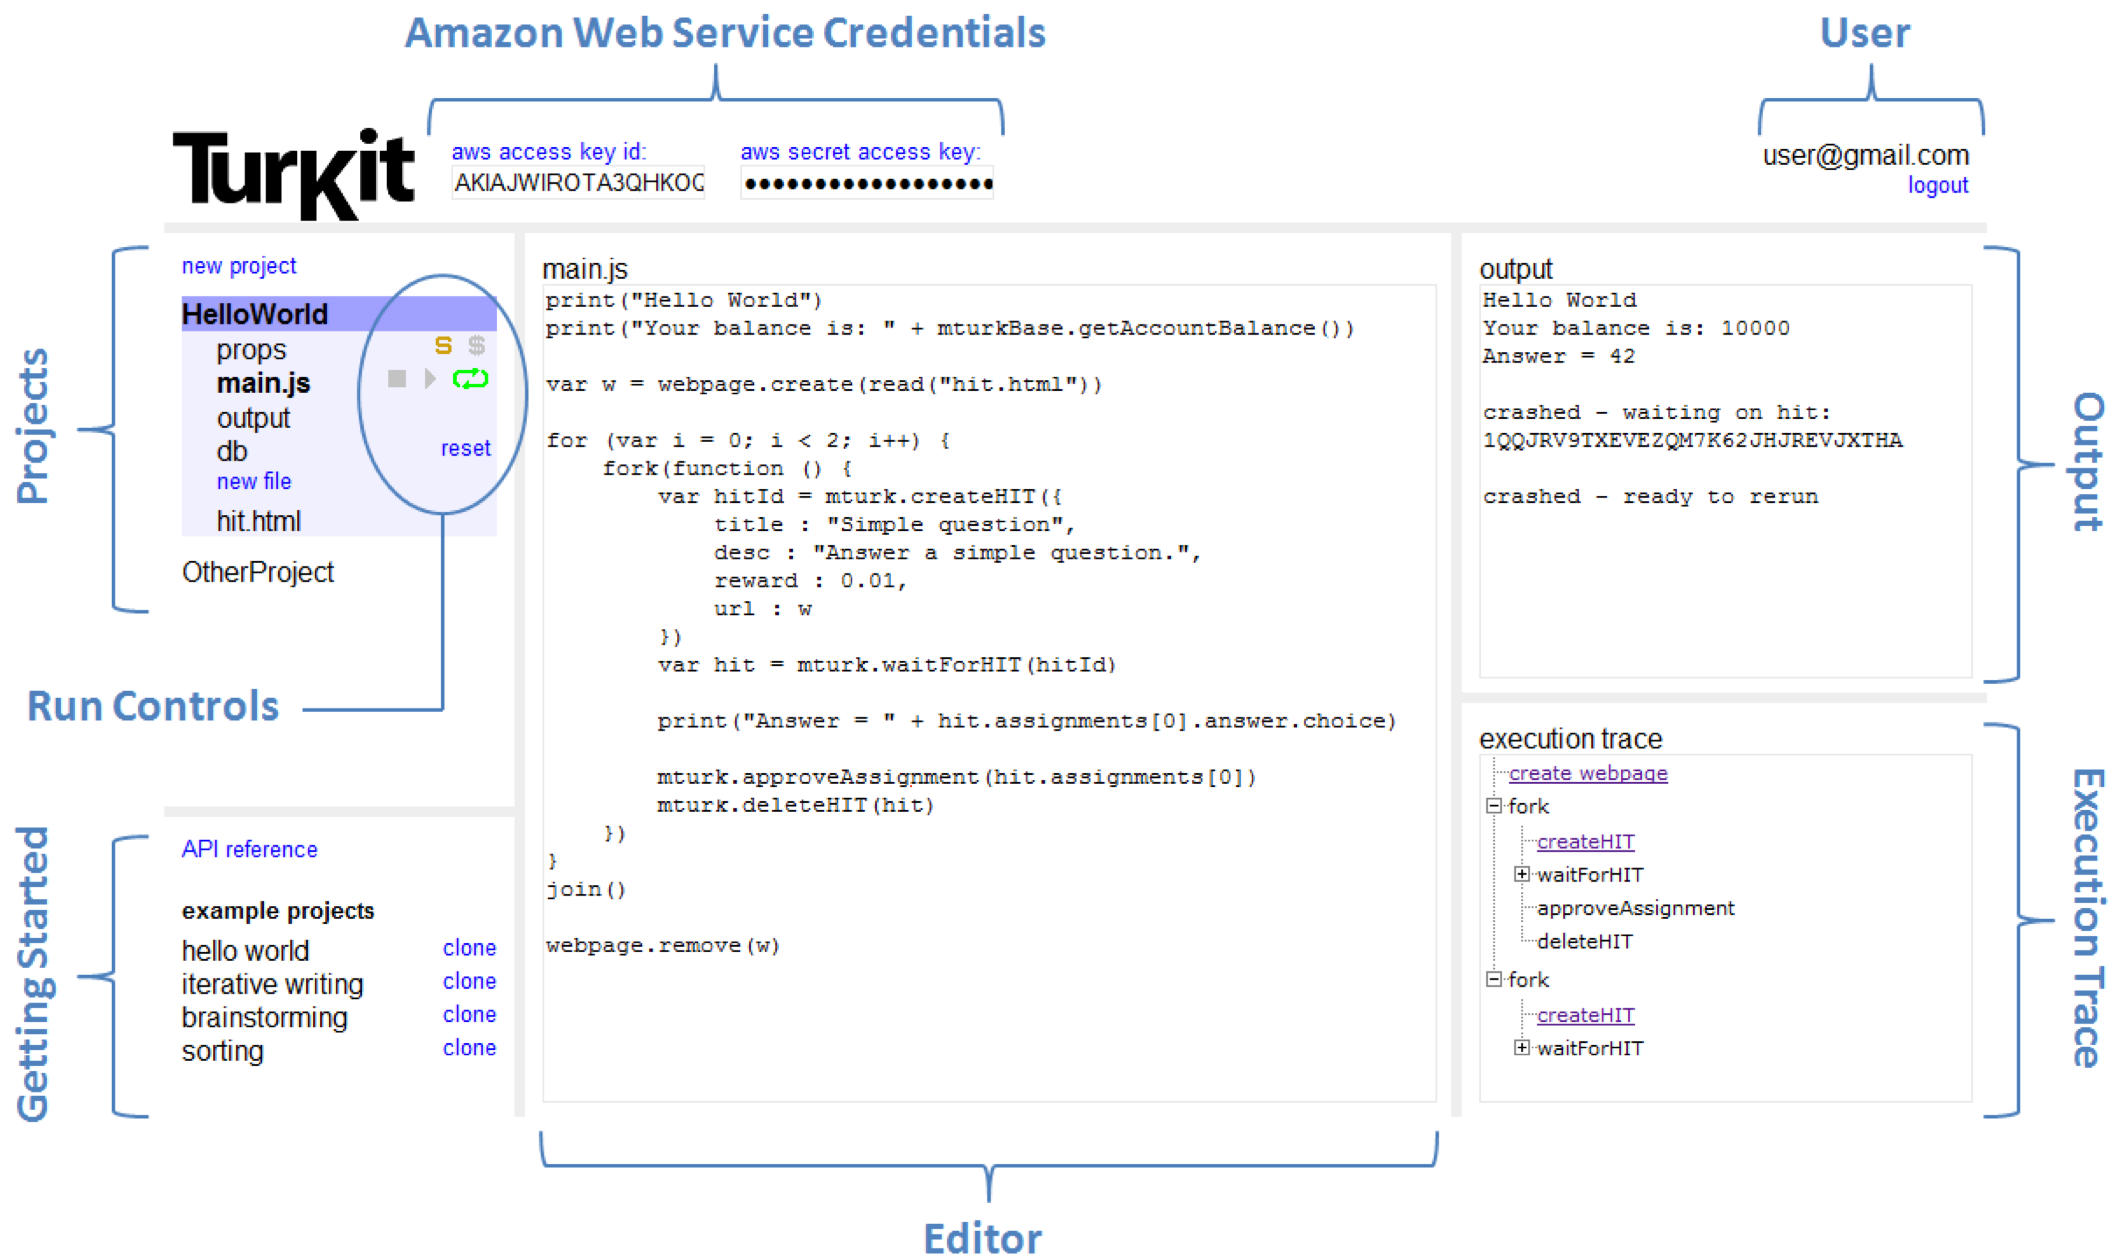 Amazon Web Service Credentials
User
TurKit
aws access key id:
AKIAJWIROTA3QHKOC
aws secret access key:
••••••••••••••••••
user@gmail.com
logout
Projects
new project
HelloWorld
props
S $
main.js
output
db
reset
new file
hit.html
OtherProject
Run Controls
Getting Started
API reference
example projects
hello world clone
iterative writing clone
brainstorming clone
sorting clone
main.js
print("Hello World")
print("Your balance is: " + mturkBase.getAccountBalance())
var w = webpage.create(read("hit.html"))
for (var i = 0; i < 2; i++) {
fork(function () {
var hitId = mturk.createHIT({
title : "Simple question",
desc : "Answer a simple question.",
reward : 0.01,
url : w
})
var hit = mturk.waitForHIT(hitId)
print("Answer = " + hit.assignments[0].answer.choice)
mturk.approveAssignment(hit.assignments[0])
mturk.deleteHIT(hit)
})
}
join()
webpage.remove(w)
Editor
output
Hello World
Your balance is: 10000
Answer = 42
crashed - waiting on hit:
1QQJRV9TXEVEZQM7K62JHJREVJXTHA
crashed - ready to rerun
Output
execution trace
create webpage
fork
createHIT
waitForHIT
approveAssignment
deleteHIT
fork
createHIT
waitForHIT
Execution Trace